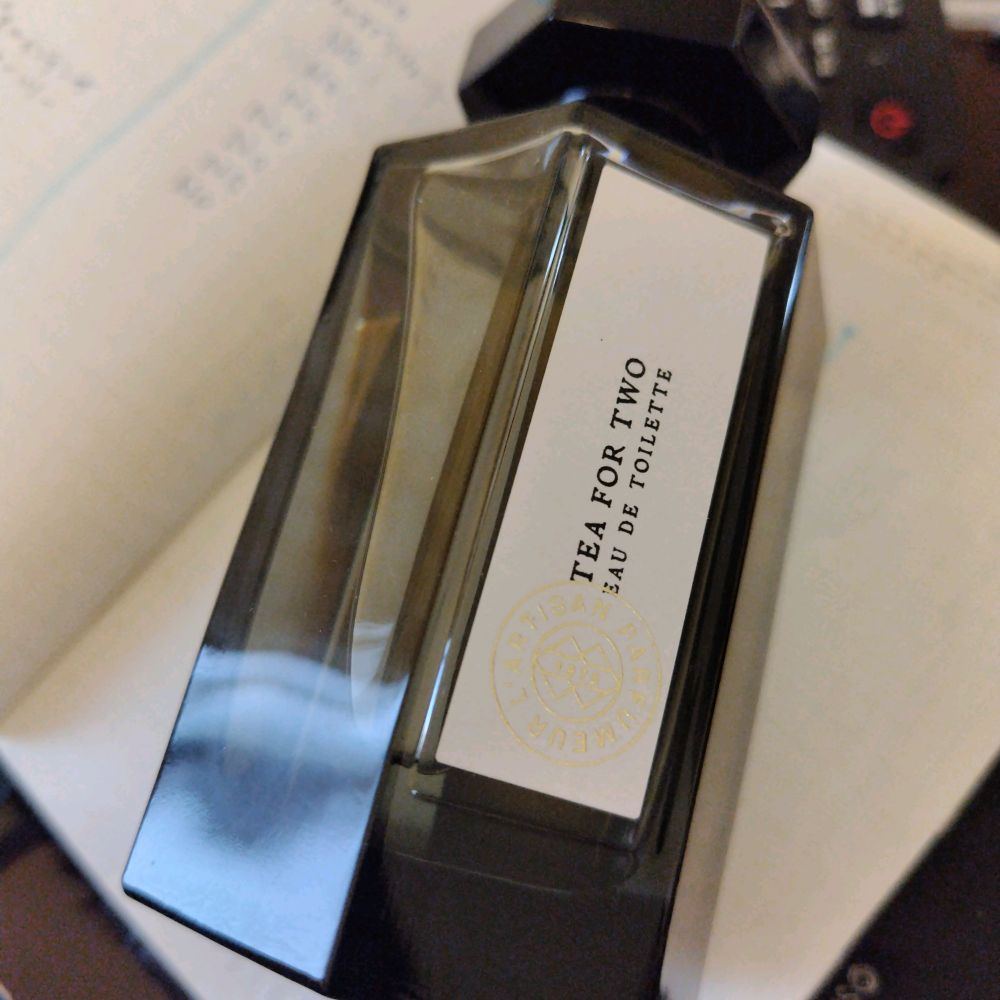 TEA FOR TWO
EAU DE TOILETTE
L'ARTISAN PARFUMEUR